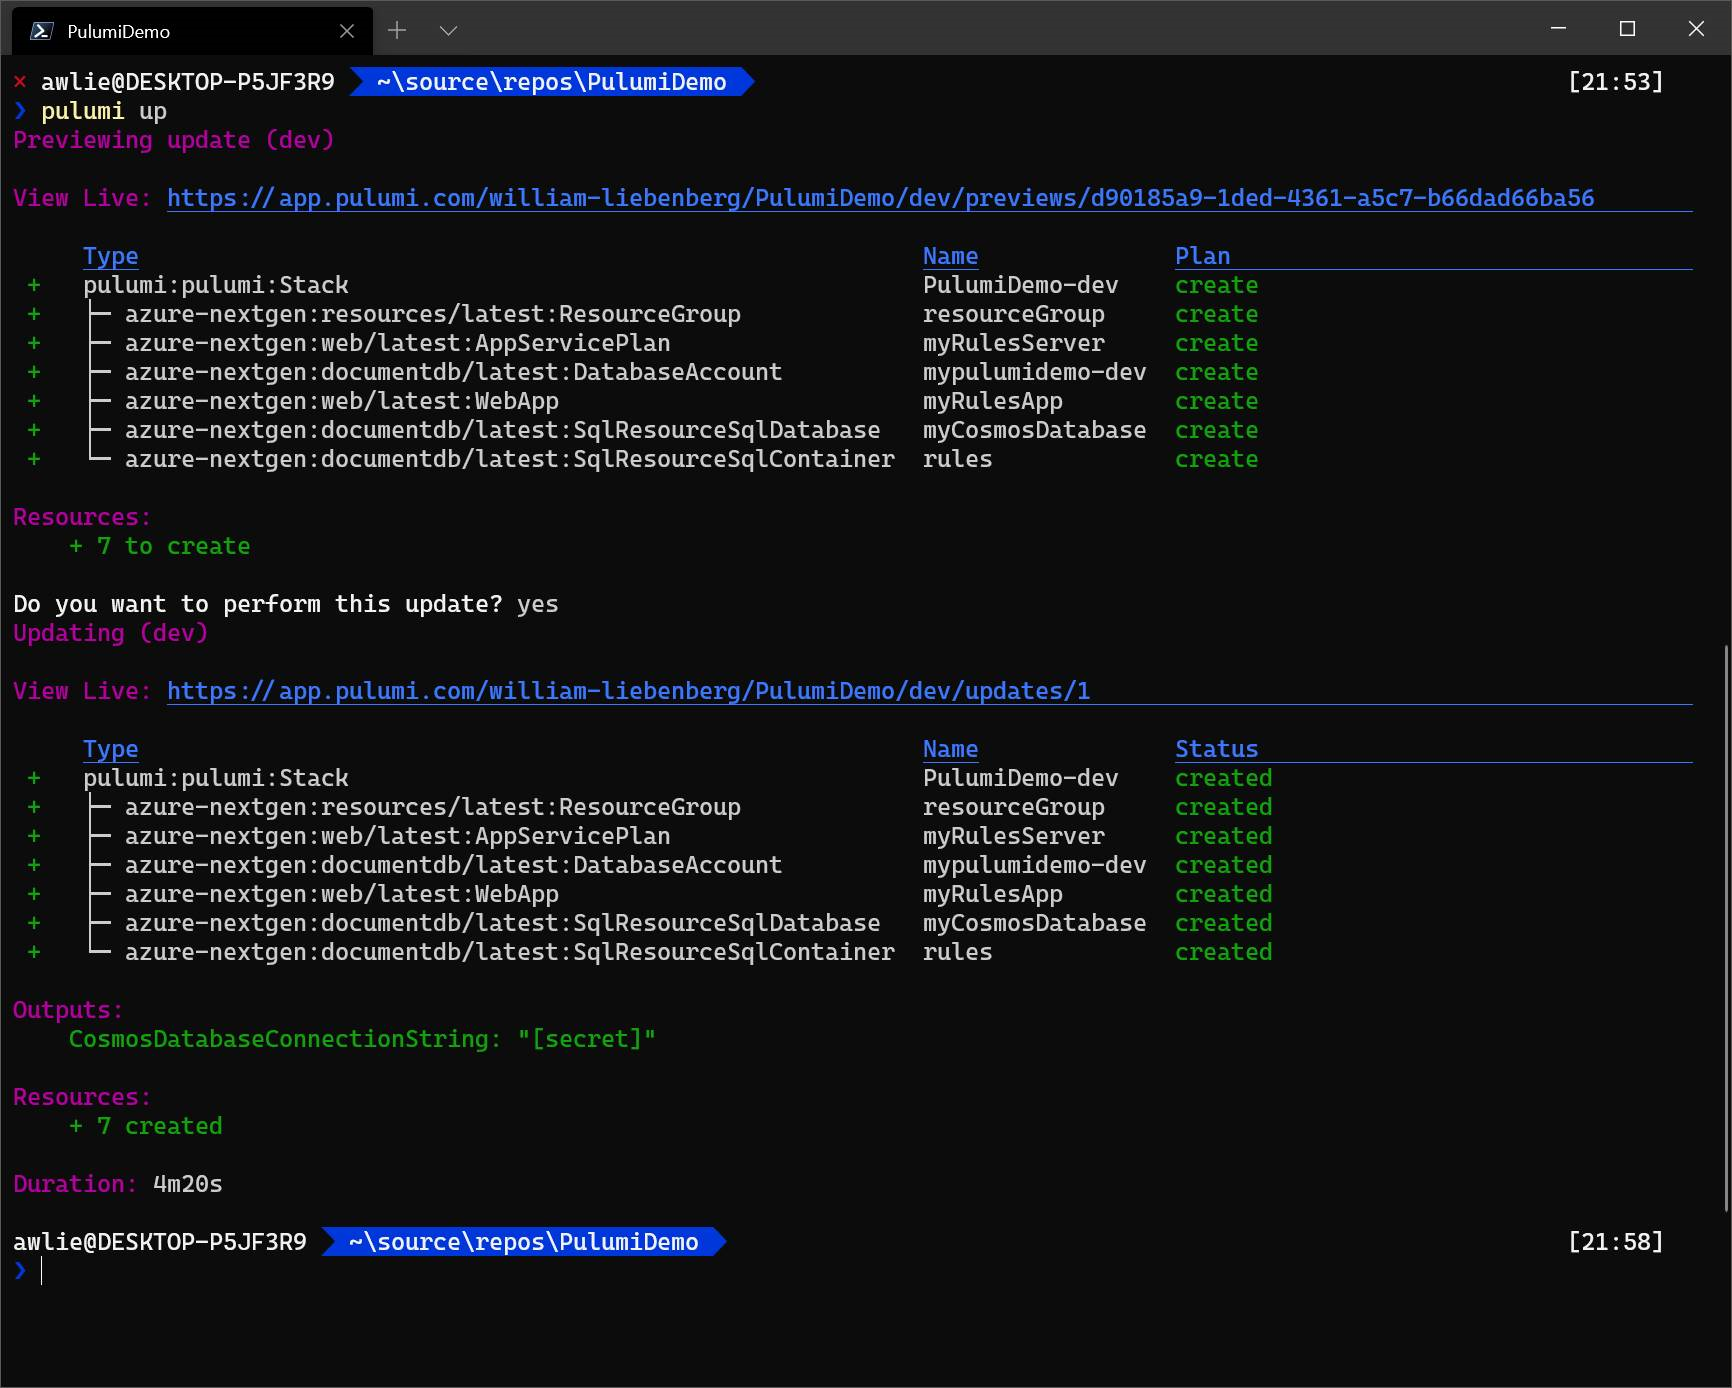 PulumiDemo
× awlie@DESKTOP-P5JF3R9 ~\source\repos\PulumiDemo [21:53]
❯ pulumi up
Previewing update (dev)
View Live: https://app.pulumi.com/william-liebenberg/PulumiDemo/dev/previews/d90185a9-1ded-4361-a5c7-b66dad66ba56
Type Name Plan
+ pulumi:pulumi:Stack PulumiDemo-dev create
+ ├─ azure-nextgen:resources/latest:ResourceGroup resourceGroup create
+ ├─ azure-nextgen:web/latest:AppServicePlan myRulesServer create
+ ├─ azure-nextgen:documentdb/latest:DatabaseAccount mypulumidemo-dev create
+ ├─ azure-nextgen:web/latest:WebApp myRulesApp create
+ ├─ azure-nextgen:documentdb/latest:SqlResourceSqlDatabase myCosmosDatabase create
+ └─ azure-nextgen:documentdb/latest:SqlResourceSqlContainer rules create
Resources:
+ 7 to create
Do you want to perform this update? yes
Updating (dev)
View Live: https://app.pulumi.com/william-liebenberg/PulumiDemo/dev/updates/1
Type Name Status
+ pulumi:pulumi:Stack PulumiDemo-dev created
+ ├─ azure-nextgen:resources/latest:ResourceGroup resourceGroup created
+ ├─ azure-nextgen:web/latest:AppServicePlan myRulesServer created
+ ├─ azure-nextgen:documentdb/latest:DatabaseAccount mypulumidemo-dev created
+ ├─ azure-nextgen:web/latest:WebApp myRulesApp created
+ ├─ azure-nextgen:documentdb/latest:SqlResourceSqlDatabase myCosmosDatabase created
+ └─ azure-nextgen:documentdb/latest:SqlResourceSqlContainer rules created
Outputs:
CosmosDatabaseConnectionString: "[secret]"
Resources:
+ 7 created
Duration: 4m20s
awlie@DESKTOP-P5JF3R9 ~\source\repos\PulumiDemo [21:58]
❯